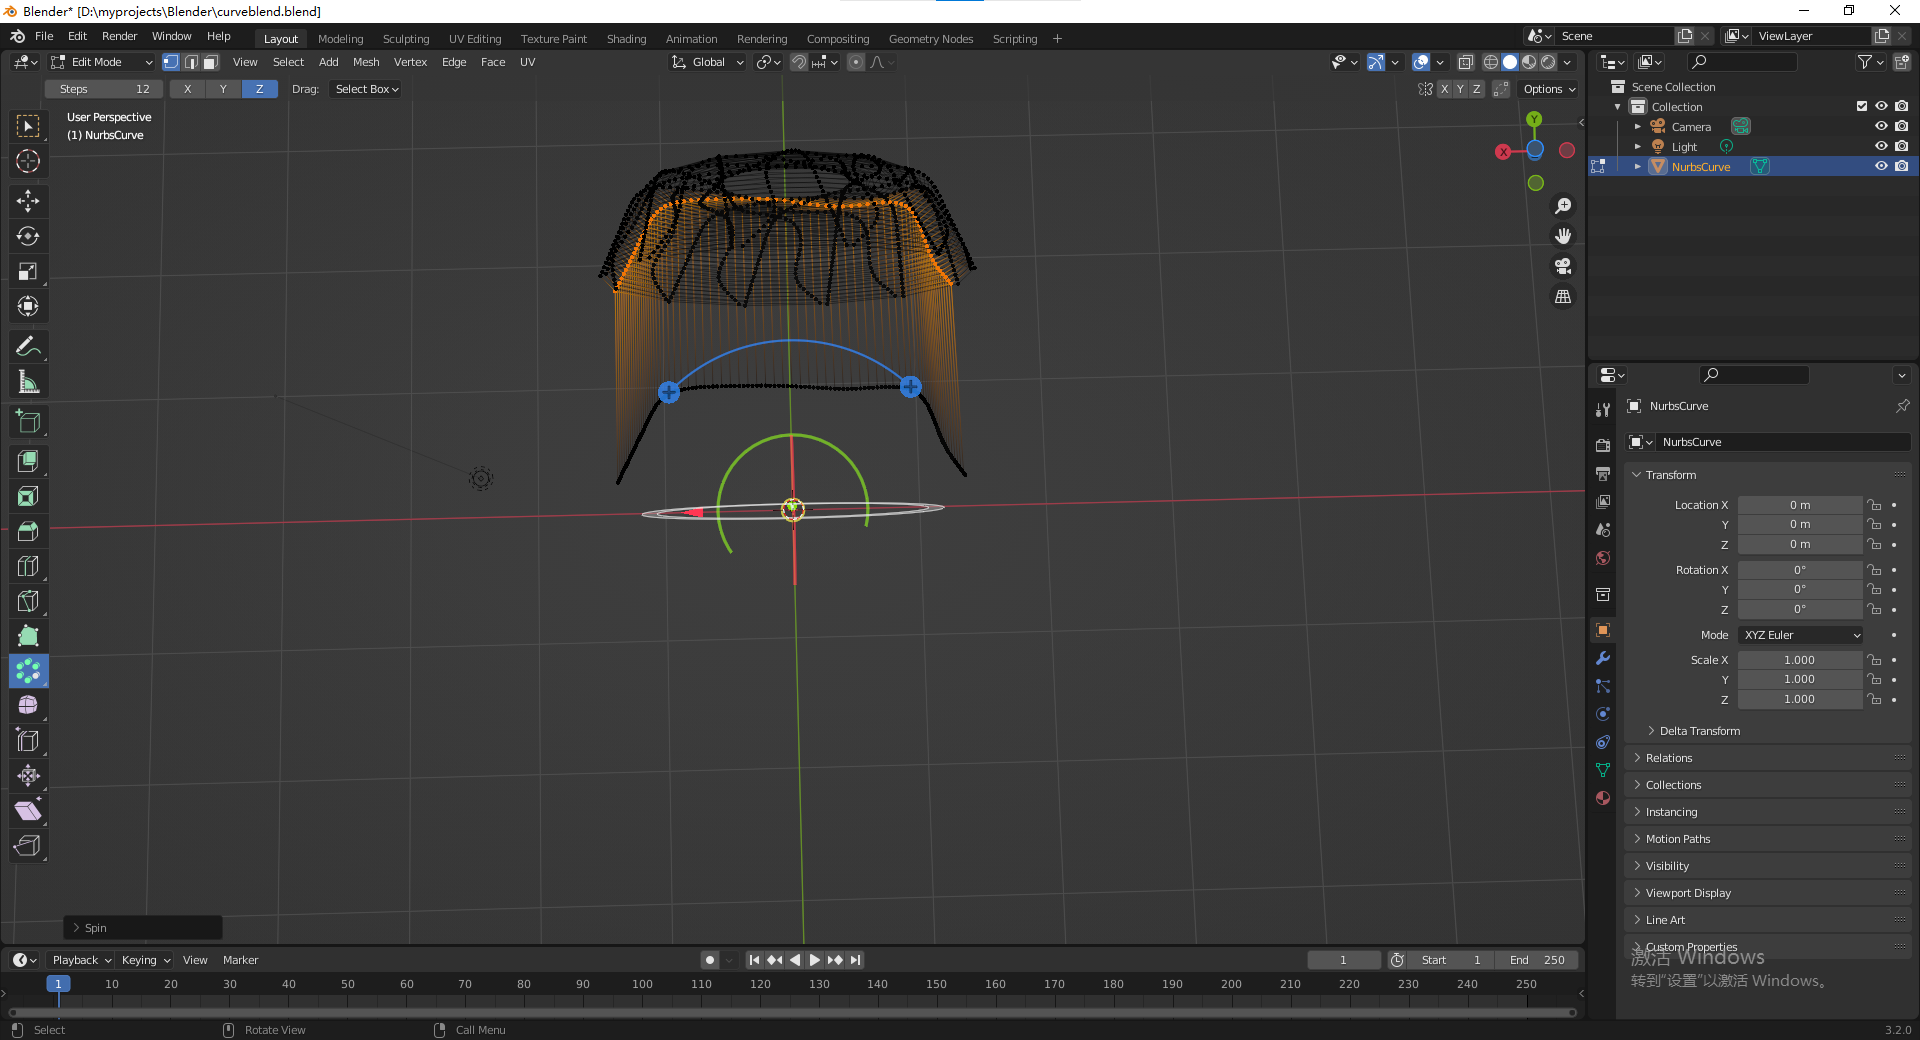 Blender* [D:\myprojects\Blender\curveblend.blend]
File Edit Render Window Help Layout Modeling Sculpting UV Editing Texture Paint Shading Animation Rendering Compositing Geometry Nodes Scripting + Scene ViewLayer
Edit Mode View Select Add Mesh Vertex Edge Face UV Global
Steps 12 X Y Z Drag: Select Box X Y Z Options
User Perspective
(1) NurbsCurve
Y
X
Scene Collection
Collection
Camera
Light
NurbsCurve
NurbsCurve
NurbsCurve
Transform
Location X 0 m
Y 0 m
Z 0 m
Rotation X 0°
Y 0°
Z 0°
Mode XYZ Euler
Scale X 1.000
Y 1.000
Z 1.000
Delta Transform
Relations
Collections
Instancing
Motion Paths
Visibility
Viewport Display
Line Art
Custom Properties
激活 Windows
转到“设置”以激活 Windows。
Spin
Playback Keying View Marker 1 Start 1 End 250
1 10 20 30 40 50 60 70 80 90 100 110 120 130 140 150 160 170 180 190 200 210 220 230 240 250
Select Rotate View Call Menu 3.2.0